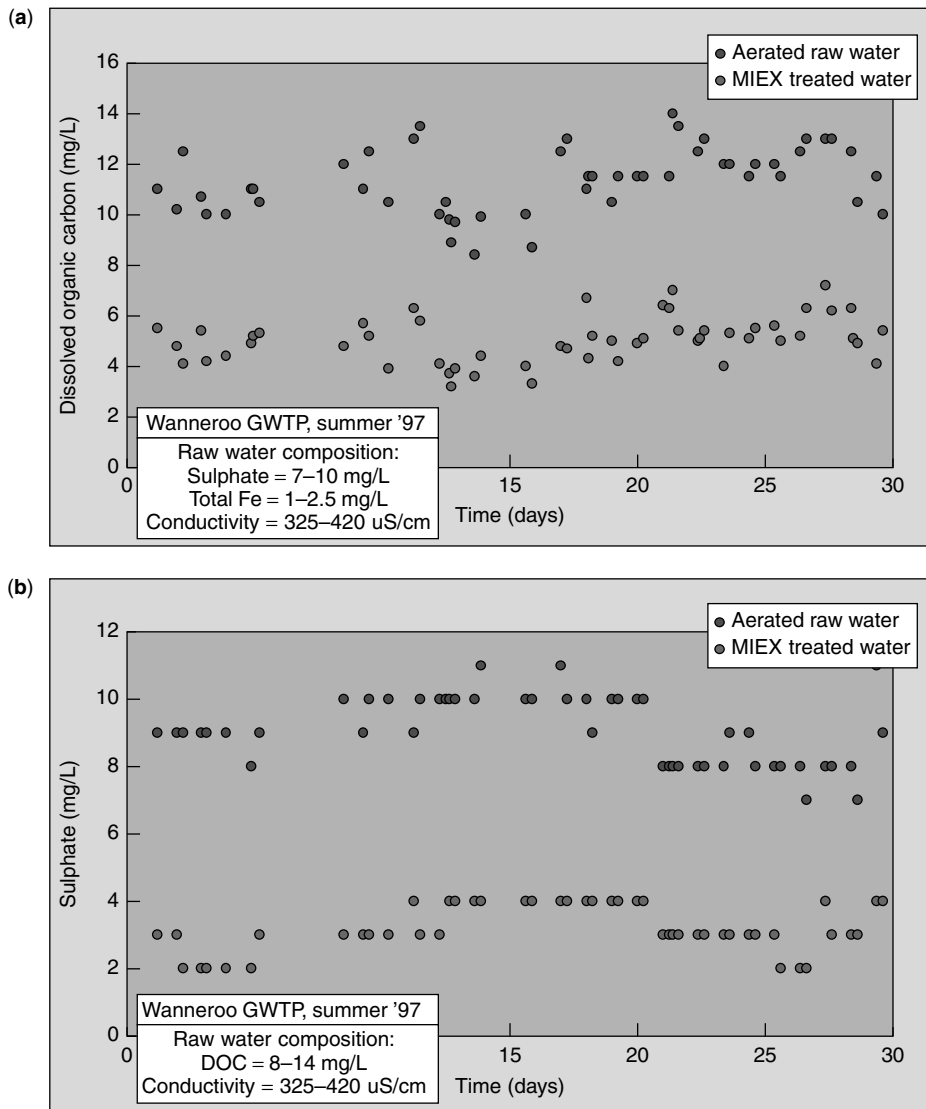 (a)
Aerated raw water
MIEX treated water
16
14
12
10
8
6
4
2
0
Dissolved organic carbon (mg/L)
Wanneroo GWTP, summer ’97
Raw water composition:
Sulphate = 7–10 mg/L
Total Fe = 1–2.5 mg/L
Conductivity = 325–420 uS/cm
0
15
20
25
30
Time (days)
(b)
Aerated raw water
MIEX treated water
12
10
8
6
4
2
0
Sulphate (mg/L)
Wanneroo GWTP, summer ’97
Raw water composition:
DOC = 8–14 mg/L
Conductivity = 325–420 uS/cm
0
15
20
25
30
Time (days)